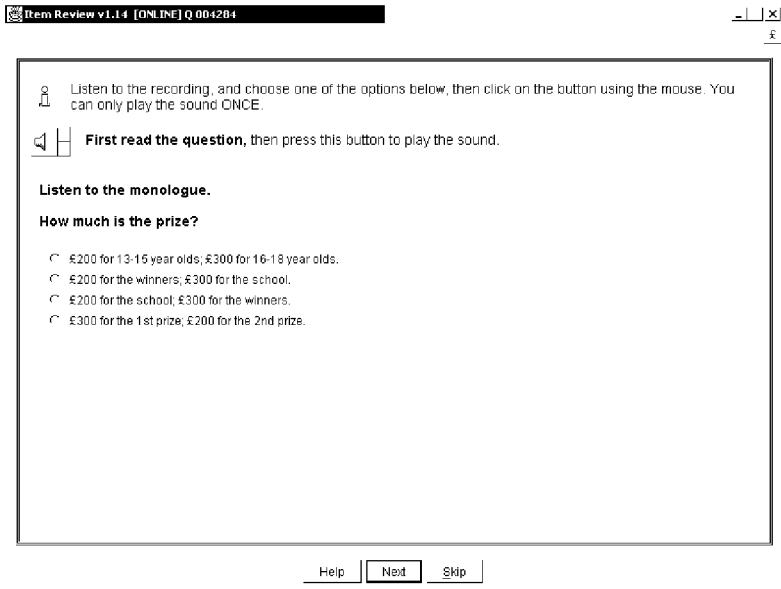 Item Review v1.14 [ONLINE] Q 004284
£
Listen to the recording, and choose one of the options below, then click on the button using the mouse. You
can only play the sound ONCE.
First read the question, then press this button to play the sound.
Listen to the monologue.
How much is the prize?
£200 for 13-15 year olds; £300 for 16-18 year olds.
£200 for the winners; £300 for the school.
£200 for the school; £300 for the winners.
£300 for the 1st prize; £200 for the 2nd prize.
Help Next Skip